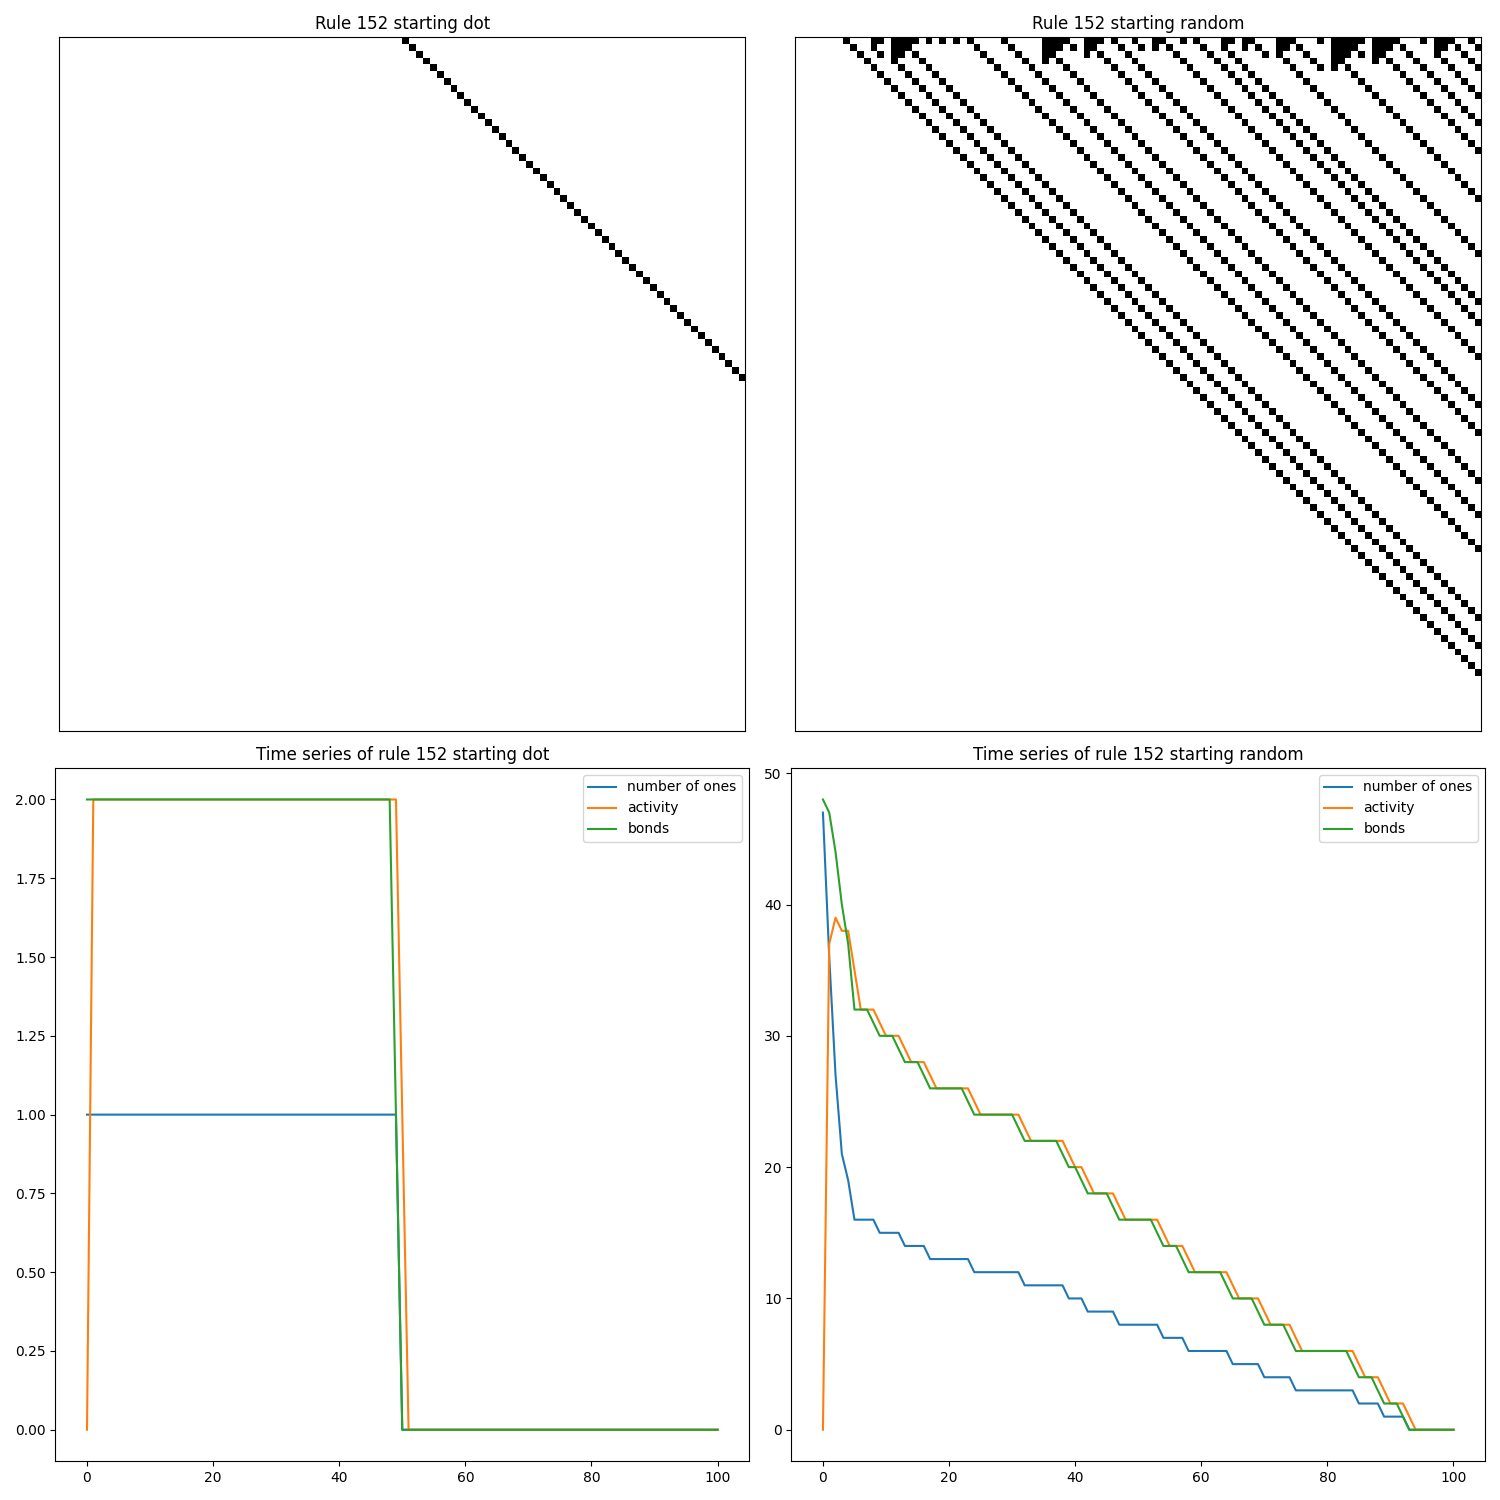 Rule 152 starting dot
Rule 152 starting random
Time series of rule 152 starting dot
number of ones
activity
bonds
2.00
1.75
1.50
1.25
1.00
0.75
0.50
0.25
0.00
0 20 40 60 80 100
Time series of rule 152 starting random
number of ones
activity
bonds
50
40
30
20
10
0
0 20 40 60 80 100